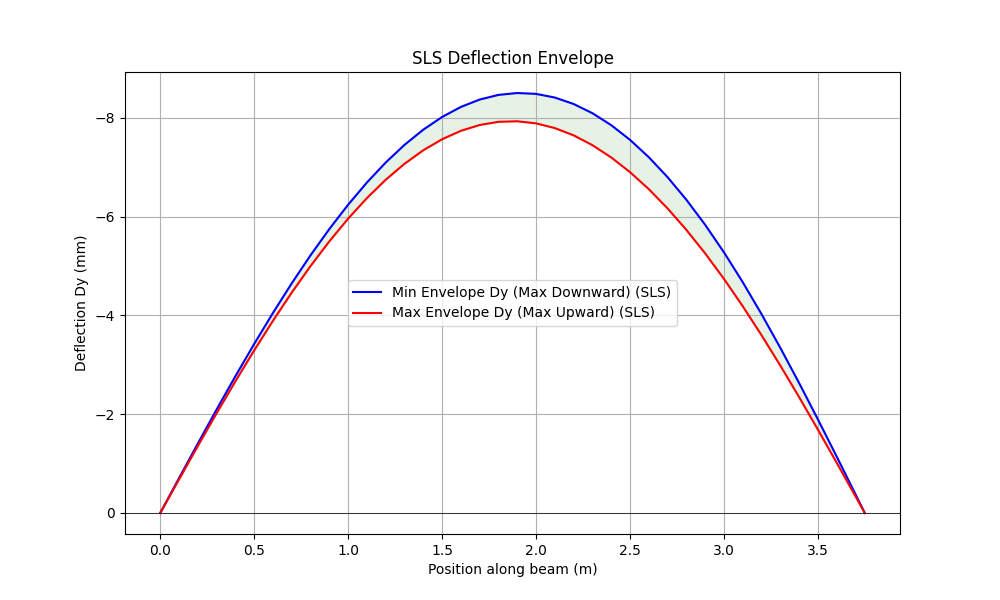 SLS Deflection Envelope
Deflection Dy (mm)
−8
−6
−4
−2
0
Min Envelope Dy (Max Downward) (SLS)
Max Envelope Dy (Max Upward) (SLS)
0.0 0.5 1.0 1.5 2.0 2.5 3.0 3.5
Position along beam (m)